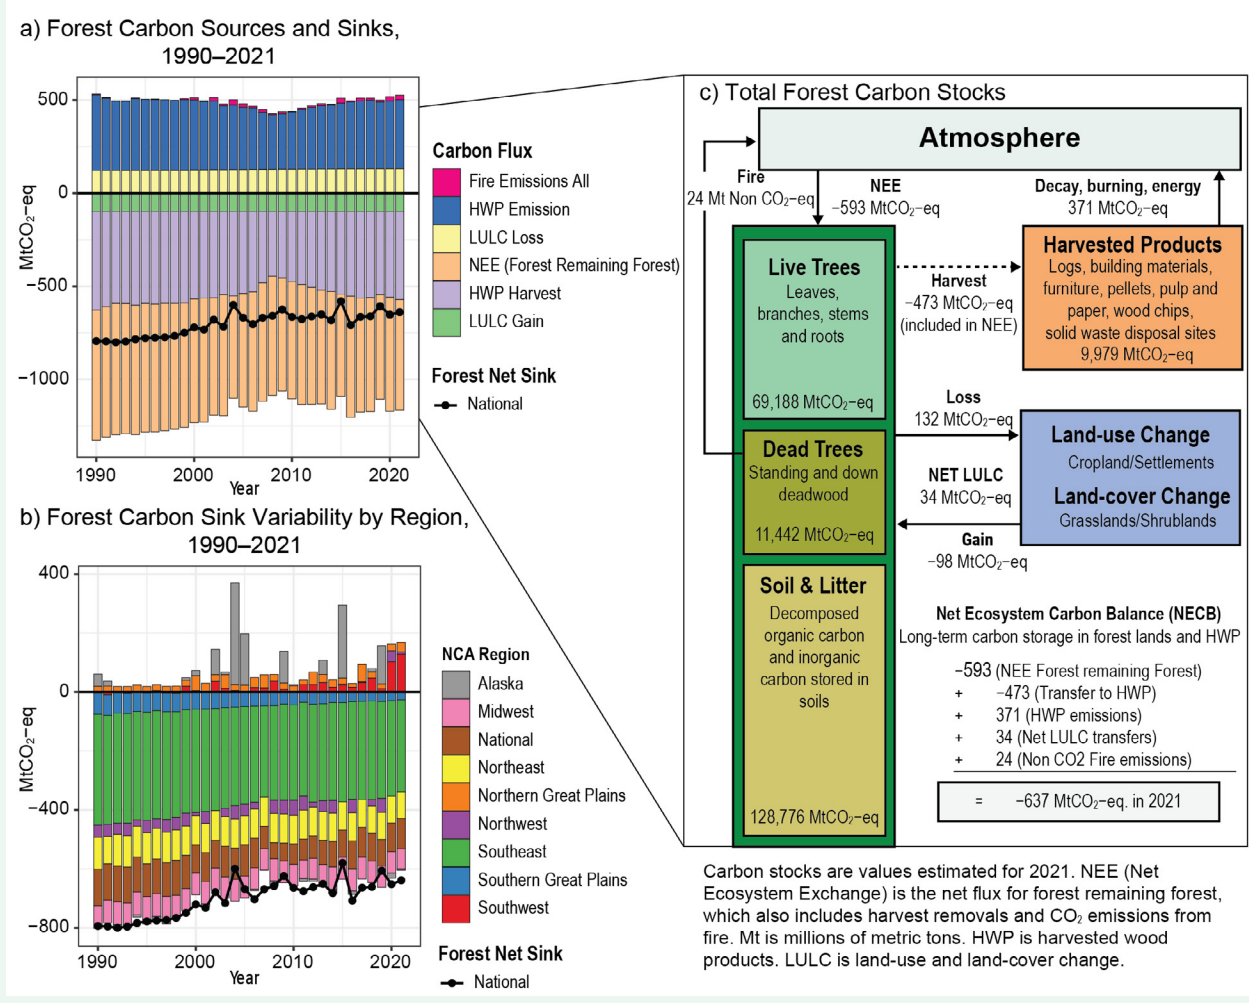 a) Forest Carbon Sources and Sinks,
1990–2021
500
0
−500
−1000
MtCO₂−eq
1990
2000
2010
2020
Year
Carbon Flux
Fire Emissions All
HWP Emission
LULC Loss
NEE (Forest Remaining Forest)
HWP Harvest
LULC Gain
Forest Net Sink
National
b) Forest Carbon Sink Variability by Region,
1990–2021
400
0
−400
−800
MtCO₂−eq
1990
2000
2010
2020
Year
NCA Region
Alaska
Midwest
National
Northeast
Northern Great Plains
Northwest
Southeast
Southern Great Plains
Southwest
Forest Net Sink
National
c) Total Forest Carbon Stocks
Atmosphere
Fire
24 Mt Non CO₂−eq
NEE
−593 MtCO₂−eq
Decay, burning, energy
371 MtCO₂−eq
Live Trees
Leaves,
branches, stems
and roots
69,188 MtCO₂−eq
Harvest
−473 MtCO₂−eq
(included in NEE)
Harvested Products
Logs, building materials,
furniture, pellets, pulp and
paper, wood chips,
solid waste disposal sites
9,979 MtCO₂−eq
Dead Trees
Standing and down
deadwood
11,442 MtCO₂−eq
Loss
132 MtCO₂−eq
NET LULC
34 MtCO₂−eq
Gain
−98 MtCO₂−eq
Land-use Change
Cropland/Settlements
Land-cover Change
Grasslands/Shrublands
Soil & Litter
Decomposed
organic carbon
and inorganic
carbon stored in
soils
128,776 MtCO₂−eq
Net Ecosystem Carbon Balance (NECB)
Long-term carbon storage in forest lands and HWP
−593 (NEE Forest remaining Forest)
+ −473 (Transfer to HWP)
+ 371 (HWP emissions)
+ 34 (Net LULC transfers)
+ 24 (Non CO2 Fire emissions)
= −637 MtCO₂−eq. in 2021
Carbon stocks are values estimated for 2021. NEE (Net
Ecosystem Exchange) is the net flux for forest remaining forest,
which also includes harvest removals and CO₂ emissions from
fire. Mt is millions of metric tons. HWP is harvested wood
products. LULC is land-use and land-cover change.